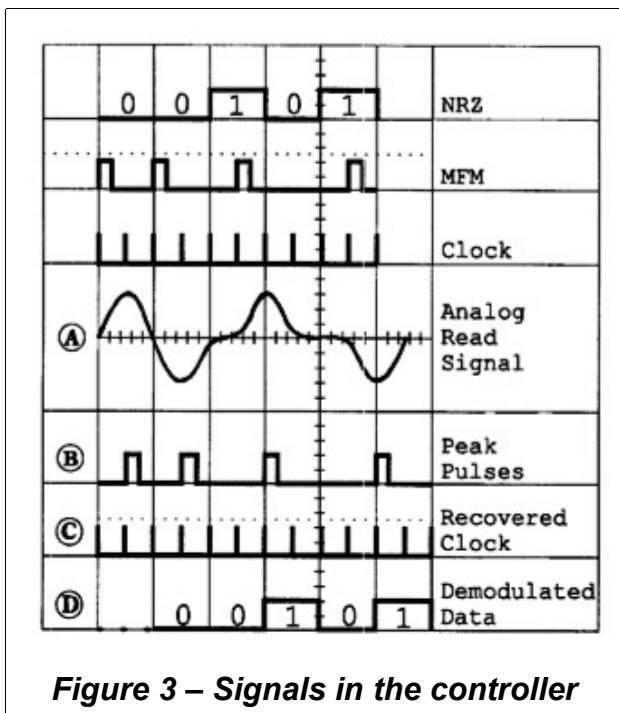 0 0 1 0 1 NRZ
MFM
Clock
A Analog
Read
Signal
B Peak
Pulses
C Recovered
Clock
D 0 0 1 0 1 Demodulated
Data
Figure 3 – Signals in the controller